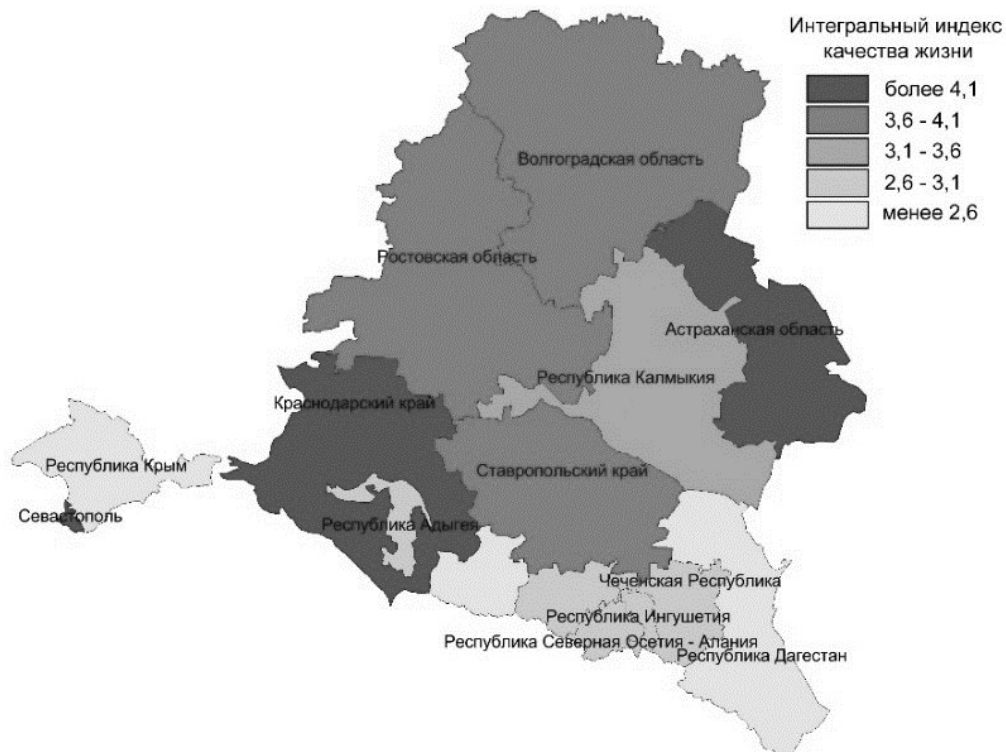 Интегральный индекс
качества жизни
более 4,1
3,6 - 4,1
3,1 - 3,6
2,6 - 3,1
менее 2,6
Волгоградская область
Ростовская область
Астраханская область
Республика Калмыкия
Краснодарский край
Республика Крым
Ставропольский край
Севастополь
Республика Адыгея
Чеченская Республика
Республика Ингушетия
Республика Северная Осетия - Алания
Республика Дагестан